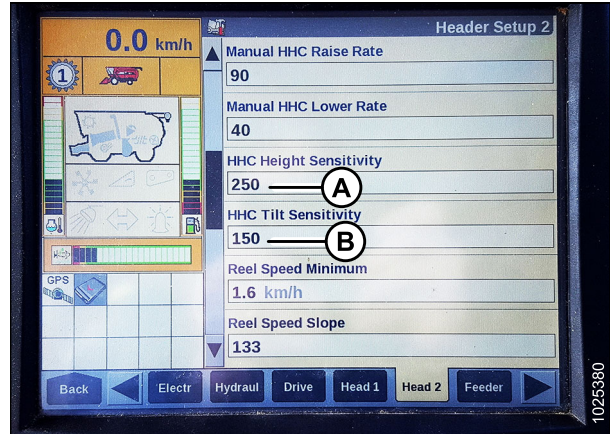 0.0 km/h
Header Setup 2
1
Manual HHC Raise Rate
90
Manual HHC Lower Rate
40
HHC Height Sensitivity
250
A
HHC Tilt Sensitivity
150
B
Reel Speed Minimum
1.6 km/h
GPS
Reel Speed Slope
133
Back
Electr
Hydraul
Drive
Head 1
Head 2
Feeder
1025380